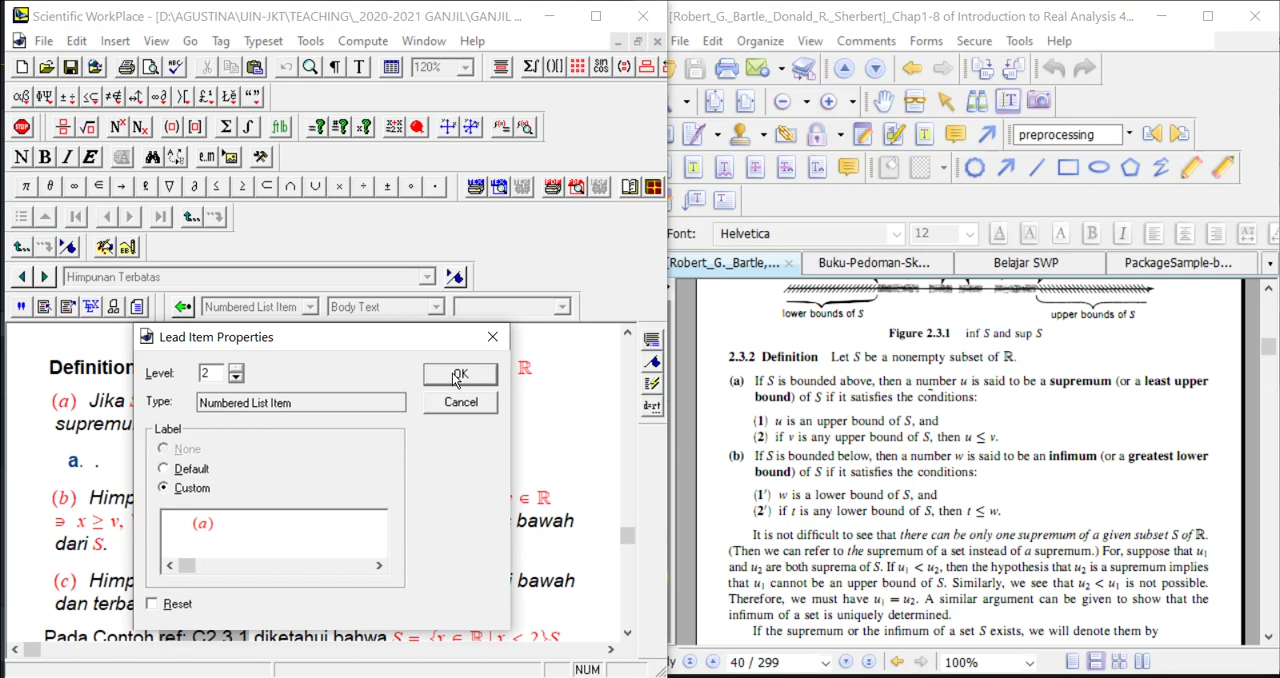 Scientific WorkPlace - [D:\AGUSTINA\UIN-JKT\TEACHING\_2020-2021 GANJIL\GANJIL ...
File Edit Insert View Go Tag Typeset Tools Compute Window Help
120%
Himpunan Terbatas
Numbered List Item Body Text
Lead Item Properties
Level: 2
OK
Type: Numbered List Item
Cancel
Label
None
Default
Custom
(a)
Reset
Definition ℝ
(a) Jika
supremu
a. .
(b) Himp ∈ ℝ
∋ x ≥ v, bawah
dari S.
(c) Himp bawah
dan terba
Pada Contoh ref: C2.3.1 diketahui bahwa S = {x ∈ ℝ | x < 2}S
NUM
[Robert_G._Bartle,_Donald_R._Sherbert]_Chap1-8 of Introduction to Real Analysis 4...
File Edit Organize View Comments Forms Secure Tools Help
preprocessing
Font: Helvetica 12
[Robert_G._Bartle,... Buku-Pedoman-Sk... Belajar SWP PackageSample-b...
lower bounds of S upper bounds of S
Figure 2.3.1 inf S and sup S
2.3.2 Definition Let S be a nonempty subset of ℝ.
(a) If S is bounded above, then a number u is said to be a supremum (or a least upper
bound) of S if it satisfies the conditions:
(1) u is an upper bound of S, and
(2) if v is any upper bound of S, then u ≤ v.
(b) If S is bounded below, then a number w is said to be an infimum (or a greatest lower
bound) of S if it satisfies the conditions:
(1′) w is a lower bound of S, and
(2′) if t is any lower bound of S, then t ≤ w.
It is not difficult to see that there can be only one supremum of a given subset S of ℝ.
(Then we can refer to the supremum of a set instead of a supremum.) For, suppose that u₁
and u₂ are both suprema of S. If u₁ < u₂, then the hypothesis that u₂ is a supremum implies
that u₁ cannot be an upper bound of S. Similarly, we see that u₂ < u₁ is not possible.
Therefore, we must have u₁ = u₂. A similar argument can be given to show that the
infimum of a set is uniquely determined.
If the supremum or the infimum of a set S exists, we will denote them by
40 / 299 100%